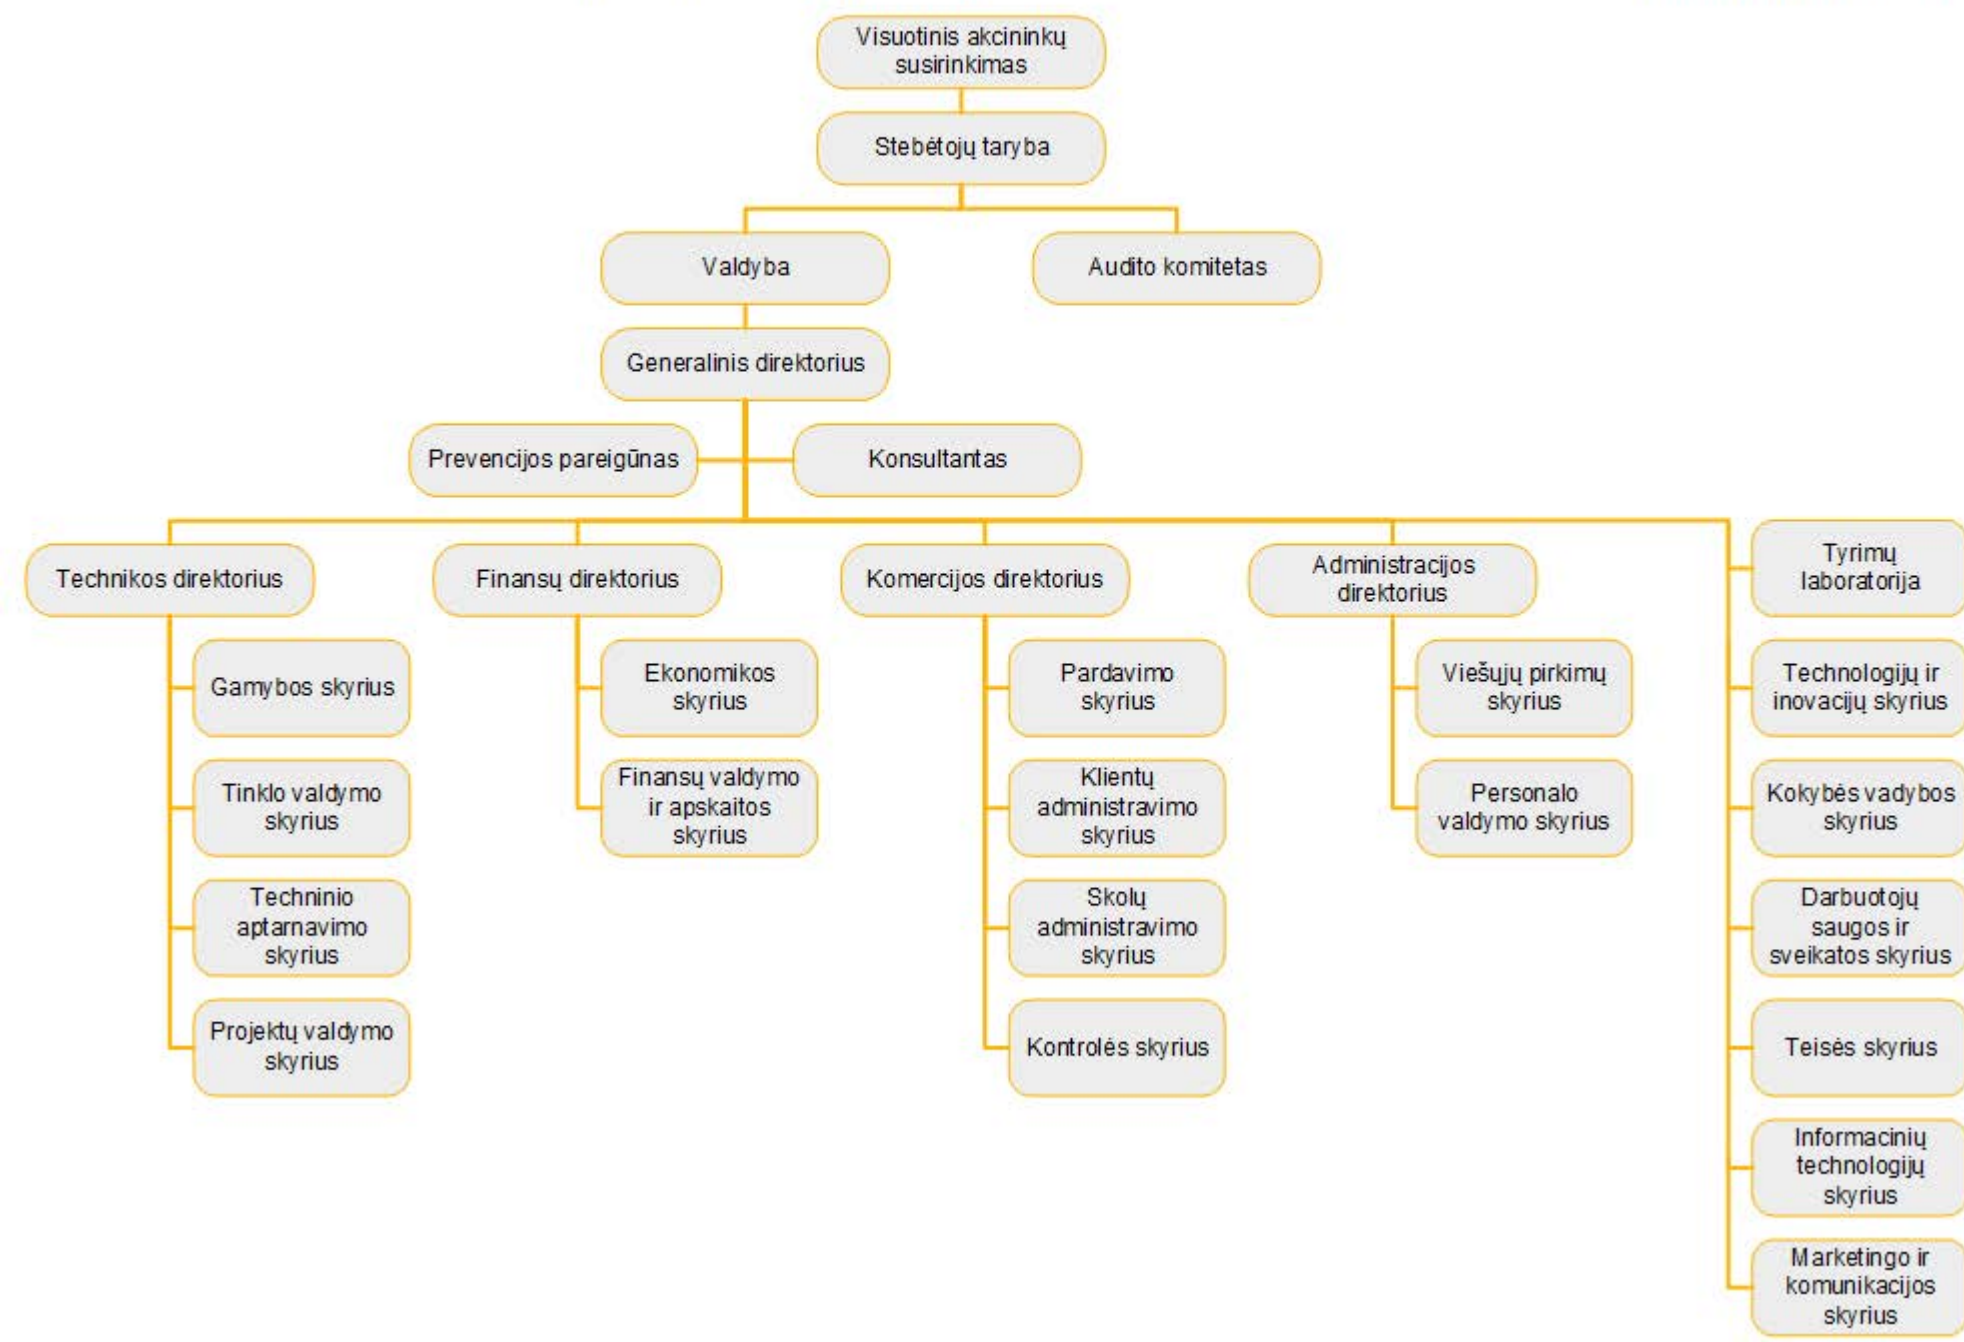 Visuotinis akcininkų
susirinkimas
Stebėtojų taryba
Valdyba
Audito komitetas
Generalinis direktorius
Prevencijos pareigūnas
Konsultantas
Technikos direktorius
Finansų direktorius
Komercijos direktorius
Administracijos
direktorius
Gamybos skyrius
Tinklo valdymo
skyrius
Techninio
aptarnavimo
skyrius
Projektų valdymo
skyrius
Ekonomikos
skyrius
Finansų valdymo
ir apskaitos
skyrius
Pardavimo
skyrius
Klientų
administravimo
skyrius
Skolų
administravimo
skyrius
Kontrolės skyrius
Viešųjų pirkimų
skyrius
Personalo
valdymo skyrius
Tyrimų
laboratorija
Technologijų ir
inovacijų skyrius
Kokybės vadybos
skyrius
Darbuotojų
saugos ir
sveikatos skyrius
Teisės skyrius
Informacinių
technologijų
skyrius
Marketingo ir
komunikacijos
skyrius